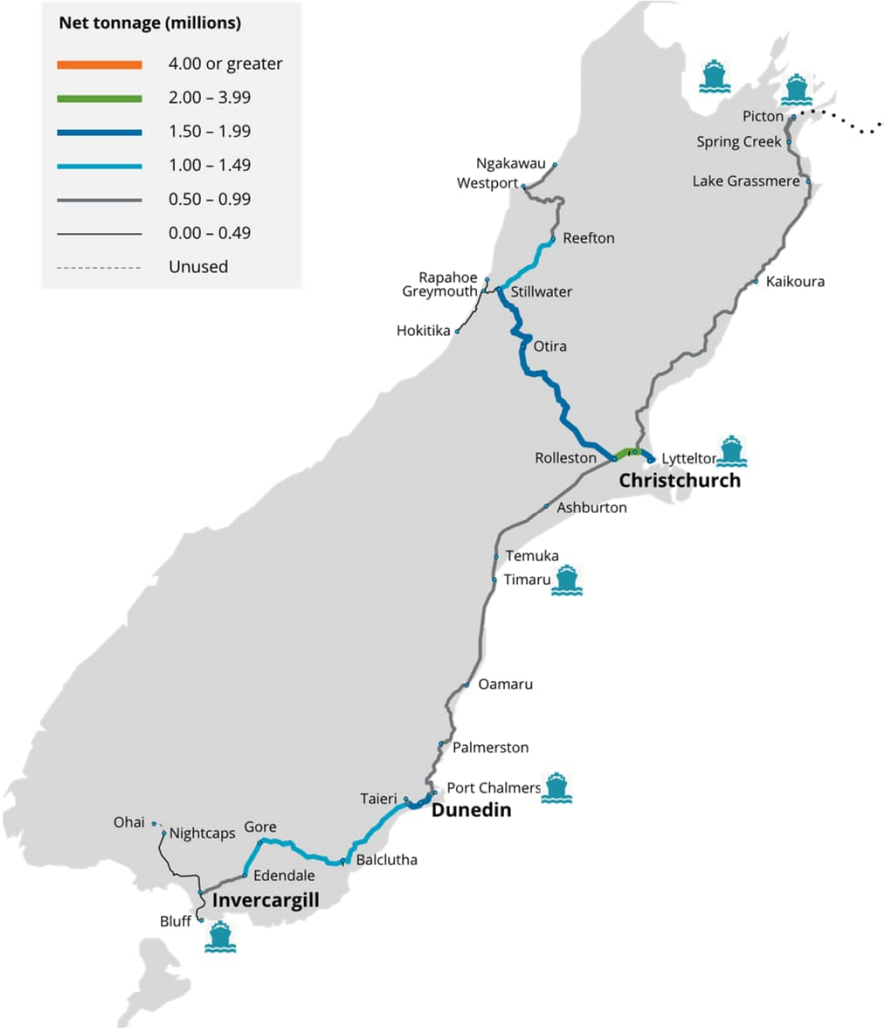 Net tonnage (millions)
4.00 or greater
2.00 – 3.99
1.50 – 1.99
1.00 – 1.49
0.50 – 0.99
0.00 – 0.49
Unused
Picton
Spring Creek
Ngakawau
Westport
Lake Grassmere
Reefton
Rapahoe
Greymouth
Stillwater
Kaikoura
Hokitika
Otira
Rolleston
Lyttelton
Christchurch
Ashburton
Temuka
Timaru
Oamaru
Palmerston
Port Chalmers
Taieri
Dunedin
Ohai
Nightcaps
Gore
Balclutha
Edendale
Invercargill
Bluff